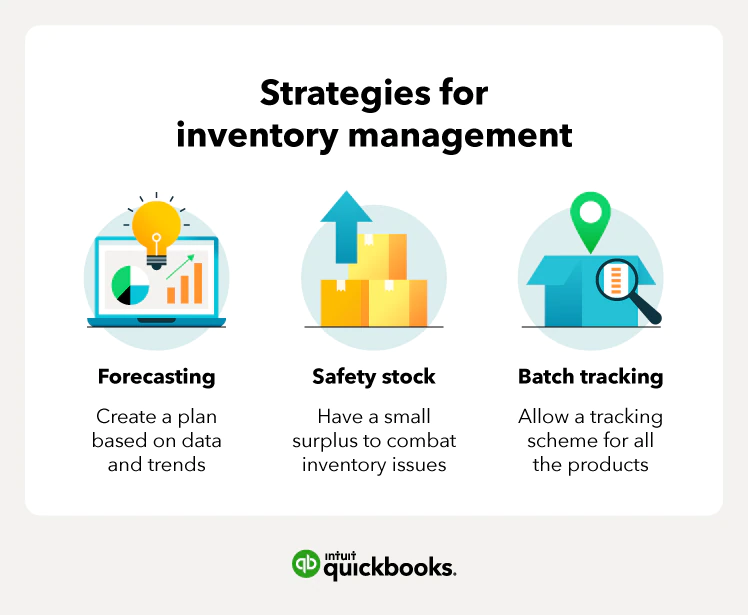 Strategies for
inventory management
Forecasting
Create a plan
based on data
and trends
Safety stock
Have a small
surplus to combat
inventory issues
Batch tracking
Allow a tracking
scheme for all
the products
qb
intuit
quickbooks.